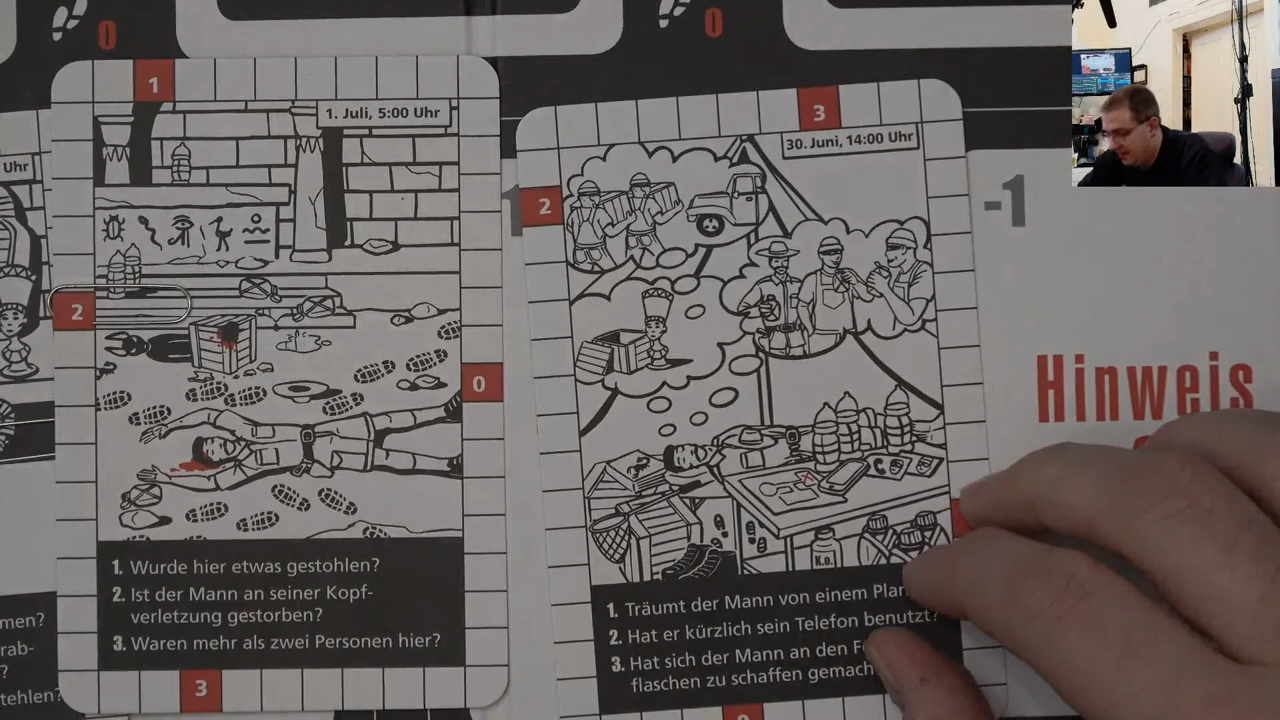 0
0
1
1. Juli, 5:00 Uhr
3
30. Juni, 14:00 Uhr
Uhr
2
-1
2
0
Hinweis
K.o.
1. Wurde hier etwas gestohlen?
2. Ist der Mann an seiner Kopf-
verletzung gestorben?
3. Waren mehr als zwei Personen hier?
3
1. Träumt der Mann von einem Plan
2. Hat er kürzlich sein Telefon benutzt?
3. Hat sich der Mann an den
flaschen zu schaffen gemach
men?
rab-
?
tehlen?